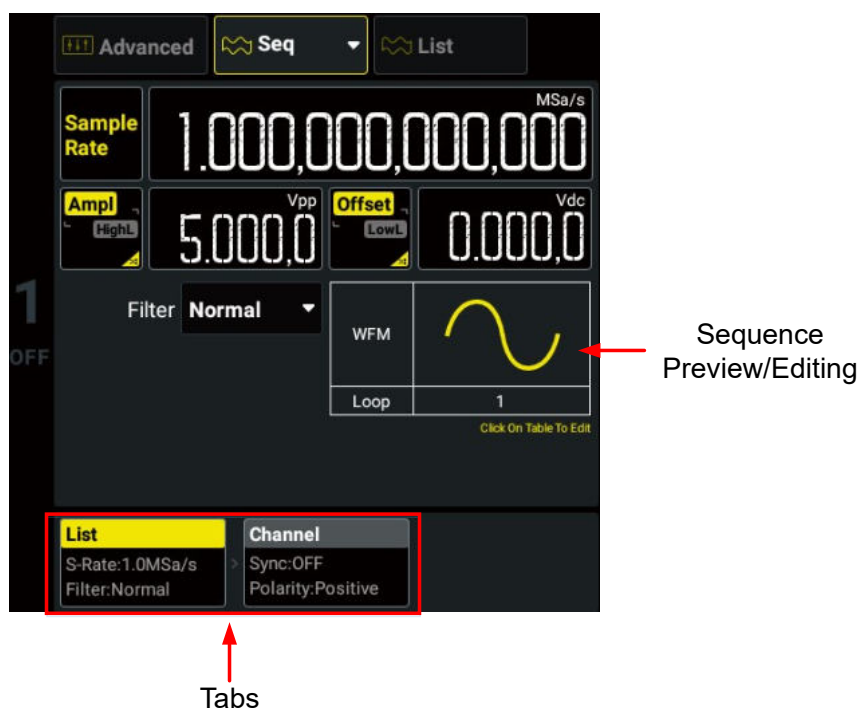 Advanced
Seq
List
Sample
Rate
MSa/s
1.000,000,000,000
Ampl
HighL
Vpp
5.000,0
Offset
LowL
Vdc
0.000,0
1
OFF
Filter Normal
WFM
Loop 1
Click On Table To Edit
Sequence
Preview/Editing
List
S-Rate:1.0MSa/s
Filter:Normal
Channel
Sync:OFF
Polarity:Positive
Tabs